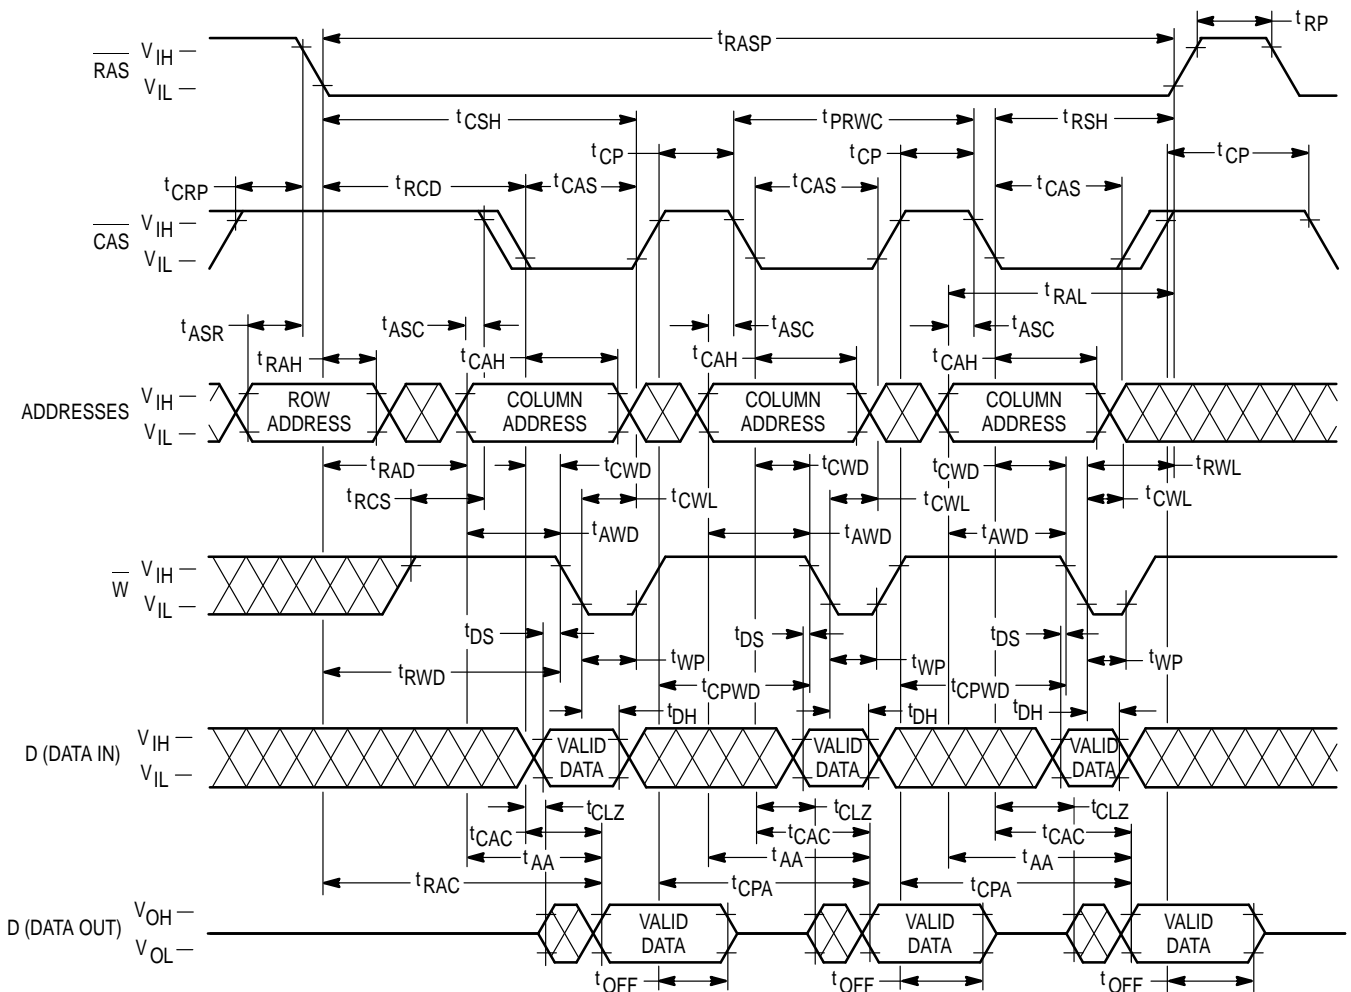 tRP
tRASP
RAS
VIH
VIL
tCSH
tPRWC
tRSH
tCP
tCP
tCP
tCRP
tRCD
tCAS
tCAS
tCAS
CAS
VIH
VIL
tRAL
tASR
tASC
tASC
tASC
tRAH
tCAH
tCAH
tCAH
ADDRESSES
VIH
VIL
ROW
ADDRESS
COLUMN
ADDRESS
COLUMN
ADDRESS
COLUMN
ADDRESS
tRAD
tCWD
tCWD
tCWD
tRWL
tRCS
tCWL
tCWL
tCWL
tAWD
tAWD
tAWD
W
VIH
VIL
tDS
tDS
tDS
tRWD
tWP
tWP
tWP
tCPWD
tCPWD
tDH
tDH
tDH
D (DATA IN)
VIH
VIL
VALID
DATA
VALID
DATA
VALID
DATA
tCLZ
tCLZ
tCLZ
tCAC
tCAC
tCAC
tAA
tAA
tAA
tRAC
tCPA
tCPA
D (DATA OUT)
VOH
VOL
VALID
DATA
VALID
DATA
VALID
DATA
tOFF
tOFF
tOFF